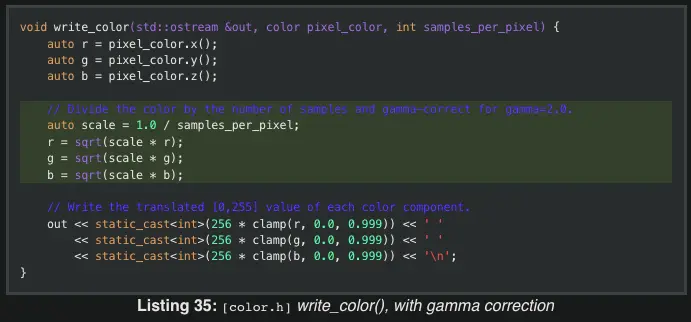 void write_color(std::ostream &out, color pixel_color, int samples_per_pixel) {
    auto r = pixel_color.x();
    auto g = pixel_color.y();
    auto b = pixel_color.z();

    // Divide the color by the number of samples and gamma-correct for gamma=2.0.
    auto scale = 1.0 / samples_per_pixel;
    r = sqrt(scale * r);
    g = sqrt(scale * g);
    b = sqrt(scale * b);

    // Write the translated [0,255] value of each color component.
    out << static_cast<int>(256 * clamp(r, 0.0, 0.999)) << ' '
        << static_cast<int>(256 * clamp(g, 0.0, 0.999)) << ' '
        << static_cast<int>(256 * clamp(b, 0.0, 0.999)) << '\n';
}
Listing 35: [color.h] write_color(), with gamma correction